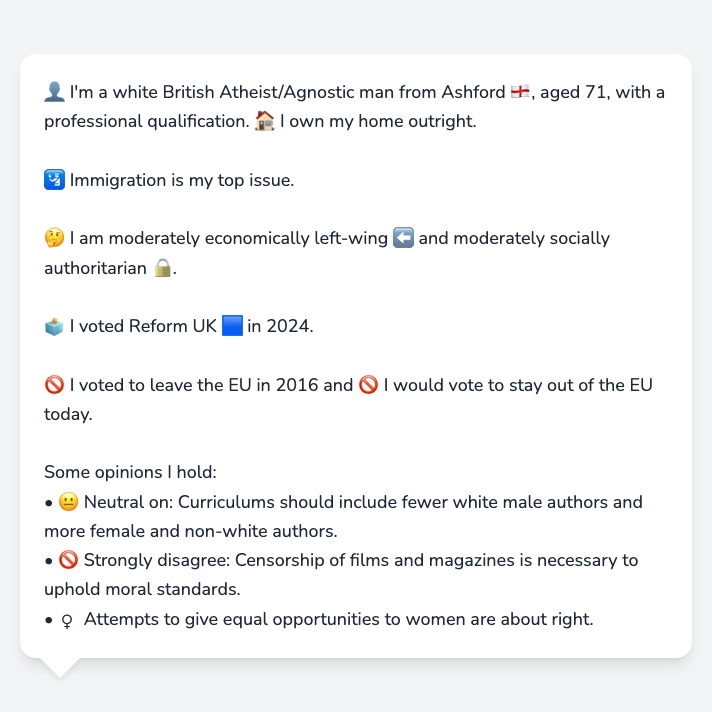 👤 I'm a white British Atheist/Agnostic man from Ashford 🏴󠁧󠁢󠁥󠁮󠁧󠁿, aged 71, with a
professional qualification. 🏠 I own my home outright.
🛂 Immigration is my top issue.
🤔 I am moderately economically left-wing ⬅️ and moderately socially
authoritarian 🔒.
🗳️ I voted Reform UK 🟦 in 2024.
🚫 I voted to leave the EU in 2016 and 🚫 I would vote to stay out of the EU
today.
Some opinions I hold:
• 😐 Neutral on: Curriculums should include fewer white male authors and
more female and non-white authors.
• 🚫 Strongly disagree: Censorship of films and magazines is necessary to
uphold moral standards.
• ♀ Attempts to give equal opportunities to women are about right.